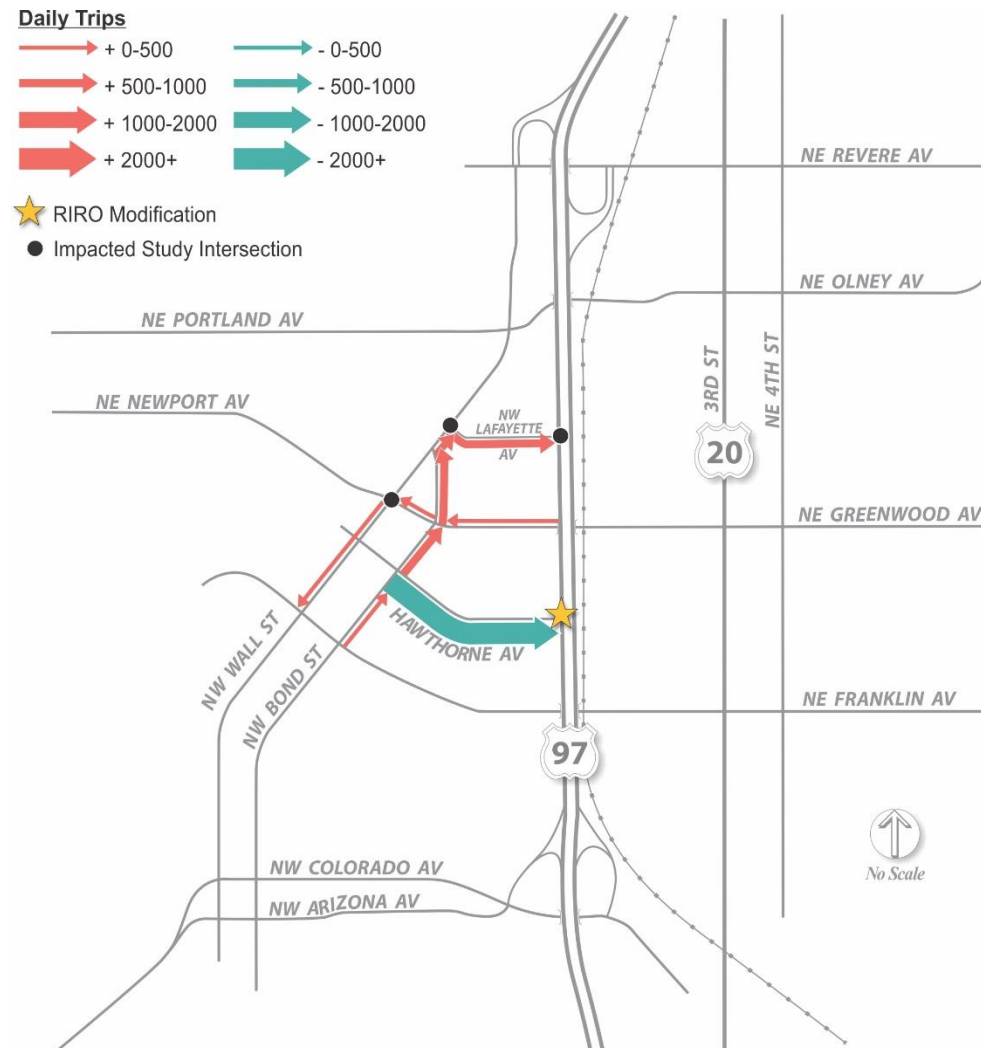 Daily Trips
+ 0-500
- 0-500
+ 500-1000
- 500-1000
+ 1000-2000
- 1000-2000
+ 2000+
- 2000+
RIRO Modification
Impacted Study Intersection
NE REVERE AV
NE OLNEY AV
NE PORTLAND AV
3RD ST
NE 4TH ST
NE NEWPORT AV
NW
LAFAYETTE
AV
20
NE GREENWOOD AV
HAWTHORNE AV
NW WALL ST
NW BOND ST
NE FRANKLIN AV
97
NW COLORADO AV
NW ARIZONA AV
No Scale